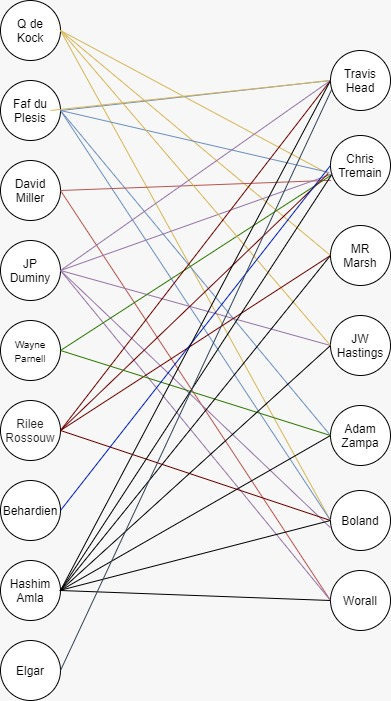 Q de
Kock
Faf du
Plesis
David
Miller
JP
Duminy
Wayne
Parnell
Rilee
Rossouw
Behardien
Hashim
Amla
Elgar
Travis
Head
Chris
Tremain
MR
Marsh
JW
Hastings
Adam
Zampa
Boland
Worall